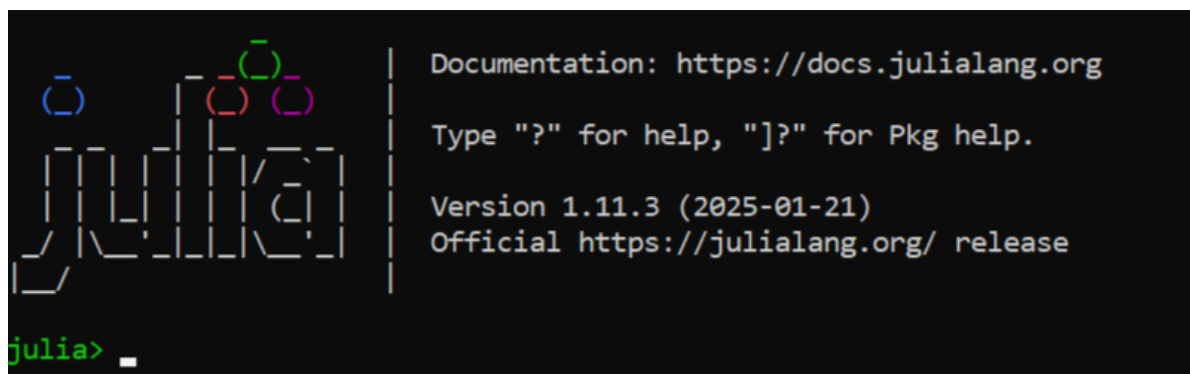 julia
Documentation: https://docs.julialang.org
Type "?" for help, "]?" for Pkg help.
Version 1.11.3 (2025-01-21)
Official https://julialang.org/ release
julia>